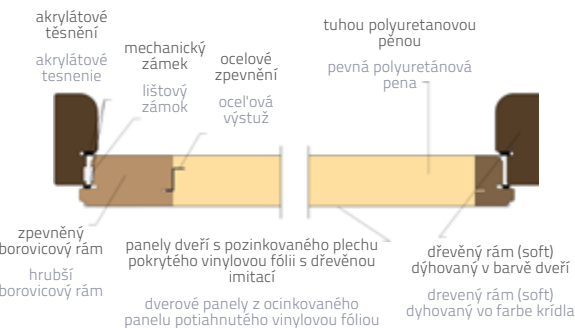 akrylátové
těsnění
akrylátové
tesnenie
mechanický
zámek
lištový
zámok
ocelové
zpevnění
oceľová
výstuž
tuhou polyuretanovou
pěnou
pevná polyuretánová
pena
zpevněný
borovicový rám
hrubší
borovicový rám
panely dveří s pozinkovaného plechu
pokrytého vinylovou fólii s dřevěnou
imitací
dverové panely z ocinkovaného
panelu potiahnutého vinylovou fóliou
dřevěný rám (soft)
dýhovaný v barvě dveří
drevený rám (soft)
dyhovaný vo farbe krídla